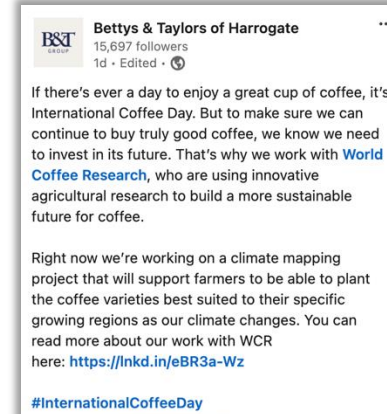 B&T
GROUP
Bettys & Taylors of Harrogate
15,697 followers
1d • Edited •
If there's ever a day to enjoy a great cup of coffee, it's
International Coffee Day. But to make sure we can
continue to buy truly good coffee, we know we need
to invest in its future. That's why we work with World
Coffee Research, who are using innovative
agricultural research to build a more sustainable
future for coffee.
Right now we're working on a climate mapping
project that will support farmers to be able to plant
the coffee varieties best suited to their specific
growing regions as our climate changes. You can
read more about our work with WCR
here: https://lnkd.in/eBR3a-Wz
#InternationalCoffeeDay